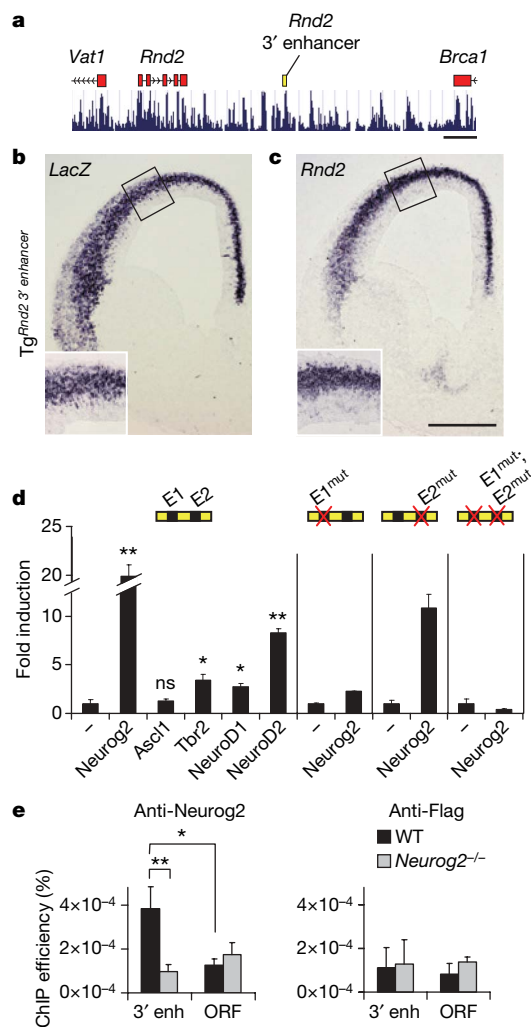 a
Rnd2
3′ enhancer
Vat1
Rnd2
Brca1
b
LacZ
c
Rnd2
Tg^Rnd2 3′ enhancer
d
E1 E2
E1^mut
E2^mut
E1^mut;
E2^mut
Fold induction
25
20
10
5
0
**
ns
*
*
**
–
Neurog2
Ascl1
Tbr2
NeuroD1
NeuroD2
–
Neurog2
–
Neurog2
–
Neurog2
e
Anti-Neurog2
Anti-Flag
WT
Neurog2^–/–
*
**
ChIP efficiency (%)
4×10^–4
2×10^–4
0×10^–4
3′ enh
ORF
4×10^–4
2×10^–4
0×10^–4
3′ enh
ORF